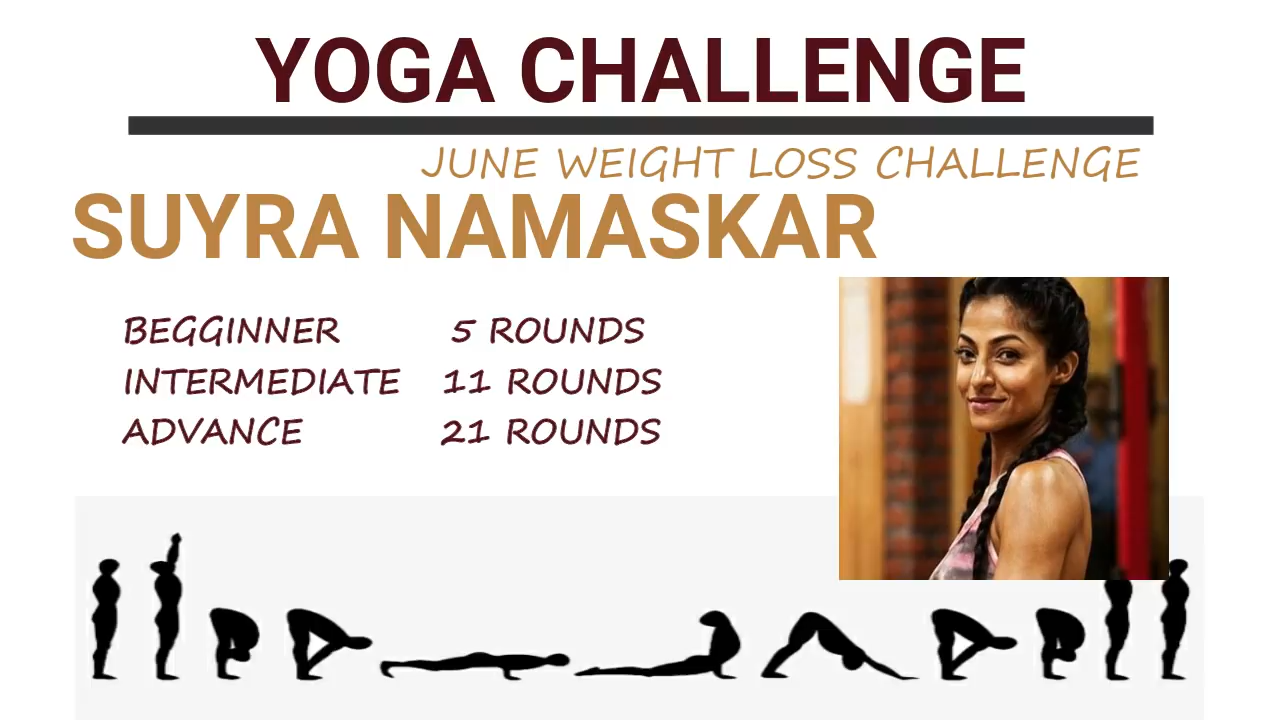 YOGA CHALLENGE
JUNE WEIGHT LOSS CHALLENGE
SUYRA NAMASKAR
BEGGINNER 5 ROUNDS
INTERMEDIATE 11 ROUNDS
ADVANCE 21 ROUNDS